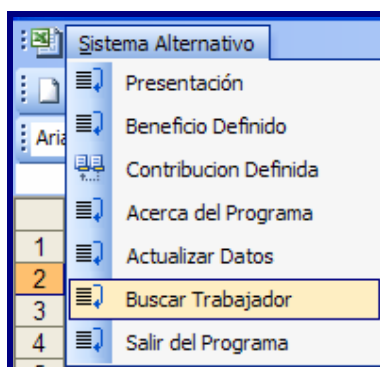 Sistema Alternativo
Presentación
Beneficio Definido
Aria
Contribucion Definida
Acerca del Programa
1
Actualizar Datos
2
Buscar Trabajador
3
4
Salir del Programa